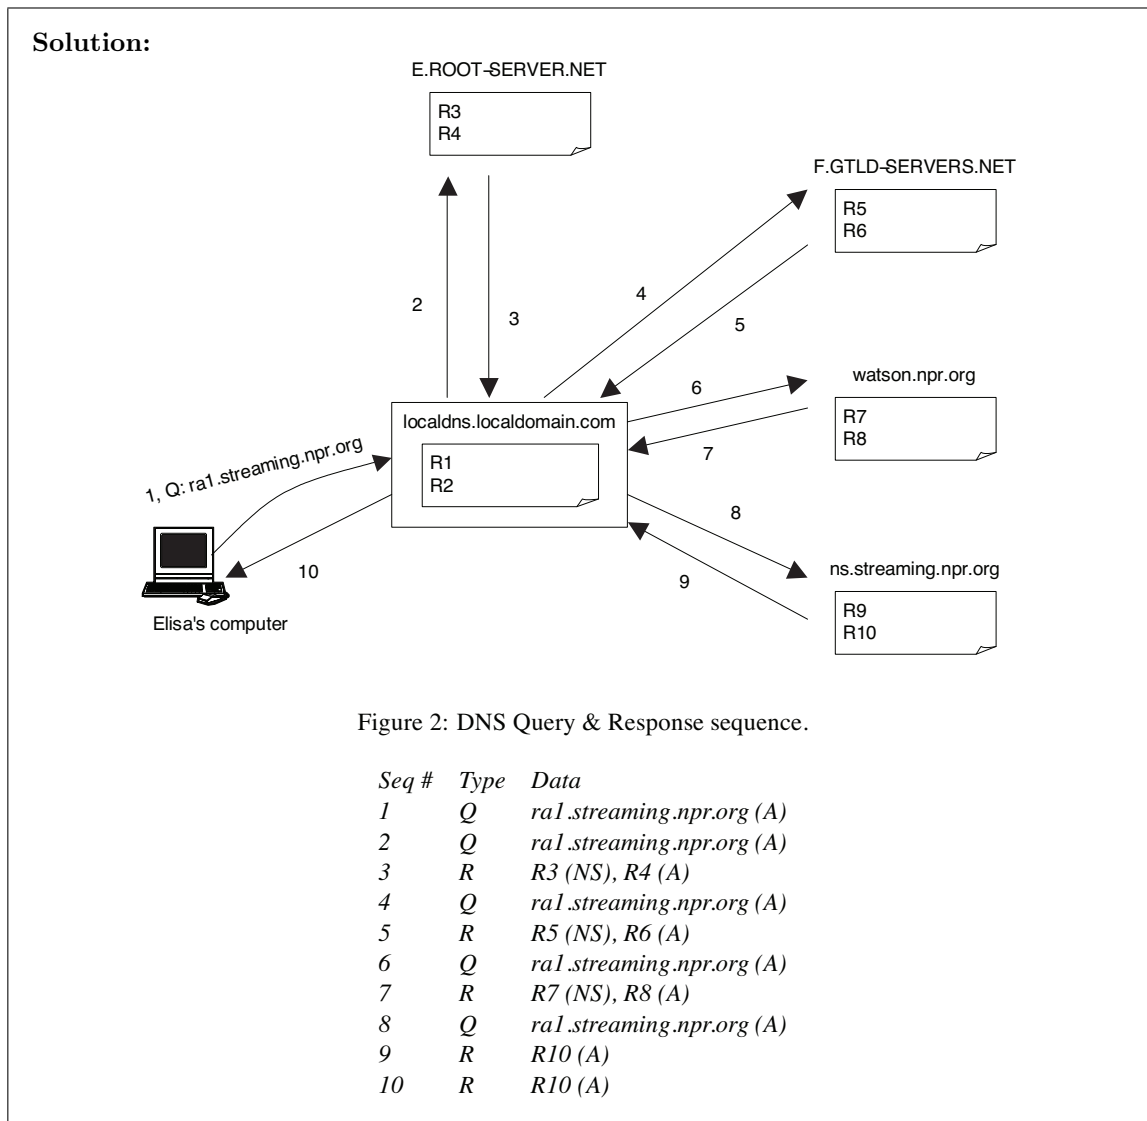 Solution:
E.ROOT-SERVER.NET
R3
R4
F.GTLD-SERVERS.NET
R5
R6
2
3
4
5
6
watson.npr.org
R7
R8
7
localdns.localdomain.com
R1
R2
1, Q: ra1.streaming.npr.org
8
10
9
ns.streaming.npr.org
R9
R10
Elisa's computer
Figure 2: DNS Query & Response sequence.
Seq # Type Data
1 Q ra1.streaming.npr.org (A)
2 Q ra1.streaming.npr.org (A)
3 R R3 (NS), R4 (A)
4 Q ra1.streaming.npr.org (A)
5 R R5 (NS), R6 (A)
6 Q ra1.streaming.npr.org (A)
7 R R7 (NS), R8 (A)
8 Q ra1.streaming.npr.org (A)
9 R R10 (A)
10 R R10 (A)